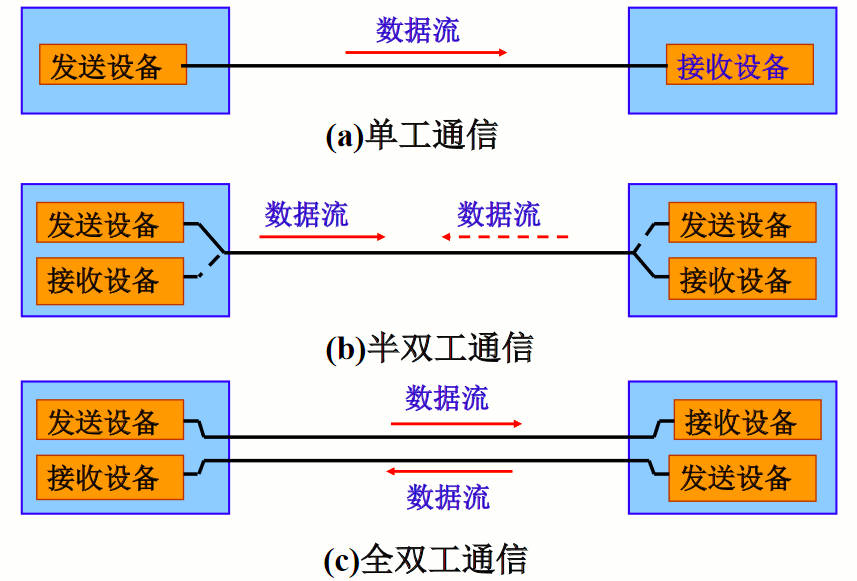 数据流
发送设备
接收设备
(a)单工通信
数据流
数据流
发送设备
发送设备
接收设备
接收设备
(b)半双工通信
数据流
发送设备
接收设备
接收设备
发送设备
数据流
(c)全双工通信